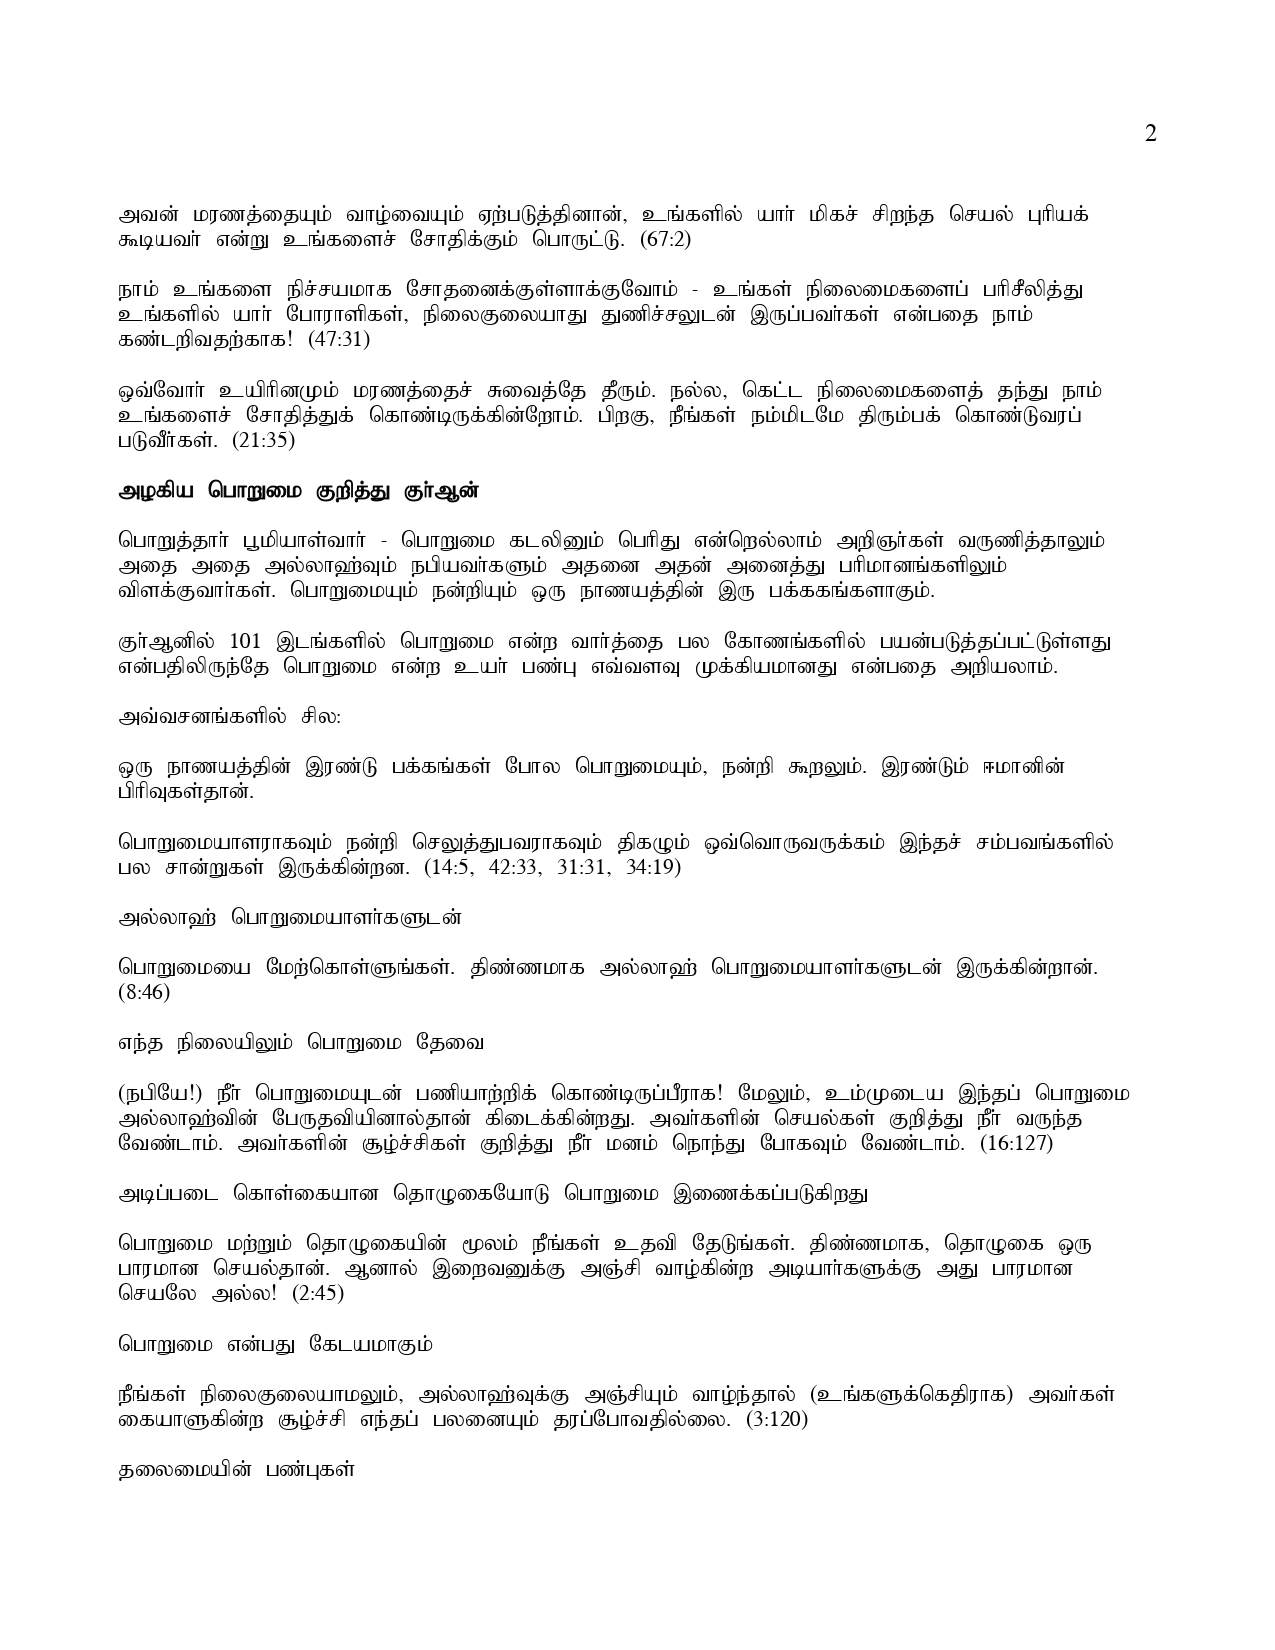 2
அவன் மரணத்தையும் வாழ்வையும் ஏற்படுத்தினான், உங்களில் யார் மிகச் சிறந்த செயல் புரியக்
கூடியவர் என்று உங்களைச் சோதிக்கும் பொருட்டு. (67:2)
நாம் உங்களை நிச்சயமாக சோதனைக்குள்ளாக்குவோம் - உங்கள் நிலைமைகளைப் பரிசீலித்து
உங்களில் யார் போராளிகள், நிலைகுலையாது துணிச்சலுடன் இருப்பவர்கள் என்பதை நாம்
கண்டறிவதற்காக! (47:31)
ஒவ்வோர் உயிரினமும் மரணத்தைச் சுவைத்தே தீரும். நல்ல, கெட்ட நிலைமைகளைத் தந்து நாம்
உங்களைச் சோதித்துக் கொண்டிருக்கின்றோம். பிறகு, நீங்கள் நம்மிடமே திரும்பக் கொண்டுவரப்
படுவீர்கள். (21:35)
அழகிய பொறுமை குறித்து குர்ஆன்
பொறுத்தார் பூமியாள்வார் - பொறுமை கடலினும் பெரிது என்றெல்லாம் அறிஞர்கள் வருணித்தாலும்
அதை அதை அல்லாஹ்வும் நபியவர்களும் அதனை அதன் அனைத்து பரிமானங்களிலும்
விளக்குவார்கள். பொறுமையும் நன்றியும் ஒரு நாணயத்தின் இரு பக்ககங்களாகும்.
குர்ஆனில் 101 இடங்களில் பொறுமை என்ற வார்த்தை பல கோணங்களில் பயன்படுத்தப்பட்டுள்ளது
என்பதிலிருந்தே பொறுமை என்ற உயர் பண்பு எவ்வளவு முக்கியமானது என்பதை அறியலாம்.
அவ்வசனங்களில் சில:
ஒரு நாணயத்தின் இரண்டு பக்கங்கள் போல பொறுமையும், நன்றி கூறலும். இரண்டும் ஈமானின்
பிரிவுகள்தான்.
பொறுமையாளராகவும் நன்றி செலுத்துபவராகவும் திகழும் ஒவ்வொருவருக்கம் இந்தச் சம்பவங்களில்
பல சான்றுகள் இருக்கின்றன. (14:5, 42:33, 31:31, 34:19)
அல்லாஹ் பொறுமையாளர்களுடன்
பொறுமையை மேற்கொள்ளுங்கள். திண்ணமாக அல்லாஹ் பொறுமையாளர்களுடன் இருக்கின்றான்.
(8:46)
எந்த நிலையிலும் பொறுமை தேவை
(நபியே!) நீர் பொறுமையுடன் பணியாற்றிக் கொண்டிருப்பீராக! மேலும், உம்முடைய இந்தப் பொறுமை
அல்லாஹ்வின் பேருதவியினால்தான் கிடைக்கின்றது. அவர்களின் செயல்கள் குறித்து நீர் வருந்த
வேண்டாம். அவர்களின் சூழ்ச்சிகள் குறித்து நீர் மனம் நொந்து போகவும் வேண்டாம். (16:127)
அடிப்படை கொள்கையான தொழுகையோடு பொறுமை இணைக்கப்படுகிறது
பொறுமை மற்றும் தொழுகையின் மூலம் நீங்கள் உதவி தேடுங்கள். திண்ணமாக, தொழுகை ஒரு
பாரமான செயல்தான். ஆனால் இறைவனுக்கு அஞ்சி வாழ்கின்ற அடியார்களுக்கு அது பாரமான
செயலே அல்ல! (2:45)
பொறுமை என்பது கேடயமாகும்
நீங்கள் நிலைகுலையாமலும், அல்லாஹ்வுக்கு அஞ்சியும் வாழ்ந்தால் (உங்களுக்கெதிராக) அவர்கள்
கையாளுகின்ற சூழ்ச்சி எந்தப் பலனையும் தரப்போவதில்லை. (3:120)
தலைமையின் பண்புகள்